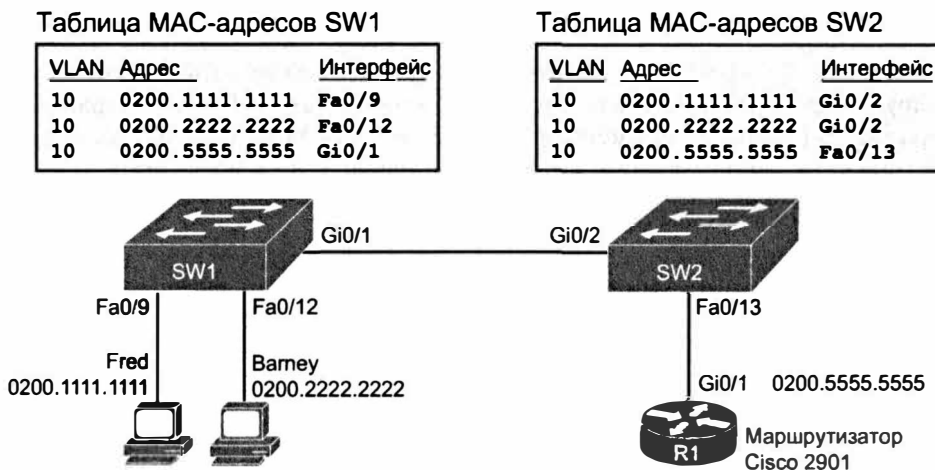 Таблица MAC-адресов SW1
VLAN Адрес Интерфейс
10 0200.1111.1111 Fa0/9
10 0200.2222.2222 Fa0/12
10 0200.5555.5555 Gi0/1
Таблица MAC-адресов SW2
VLAN Адрес Интерфейс
10 0200.1111.1111 Gi0/2
10 0200.2222.2222 Gi0/2
10 0200.5555.5555 Fa0/13
SW1
Gi0/1
Gi0/2
SW2
Fa0/9
Fa0/12
Fa0/13
Fred
0200.1111.1111
Barney
0200.2222.2222
Gi0/1 0200.5555.5555
R1
Маршрутизатор
Cisco 2901